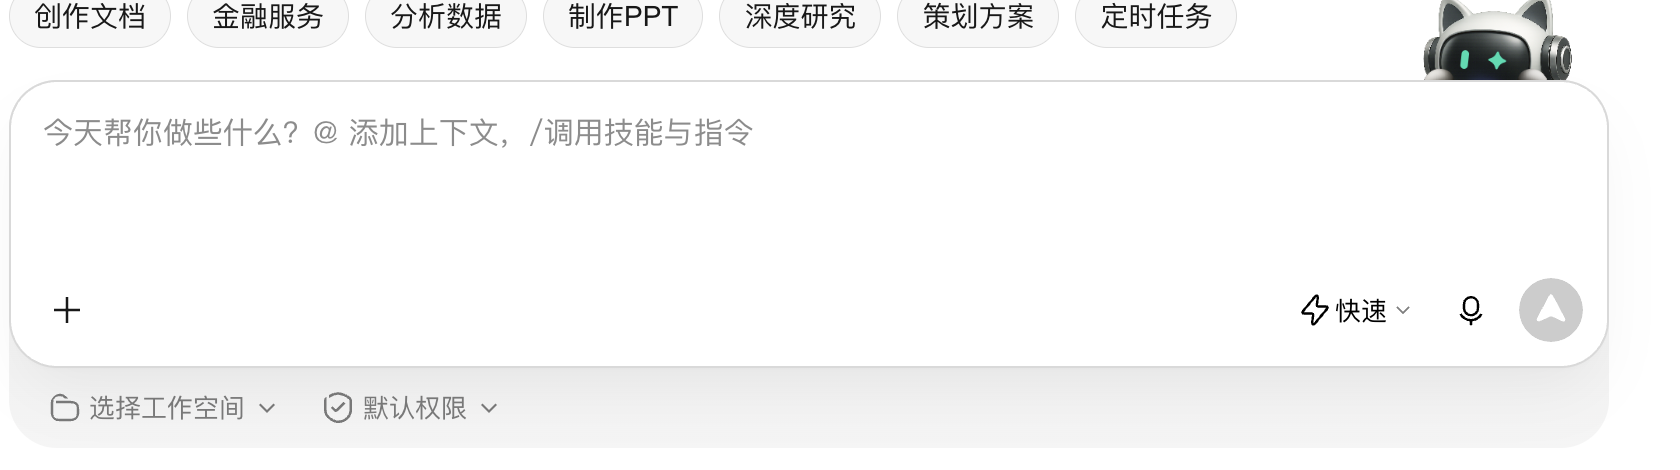 创作文档 金融服务 分析数据 制作PPT 深度研究 策划方案 定时任务
今天帮你做些什么？@ 添加上下文，/调用技能与指令
快速
选择工作空间 默认权限